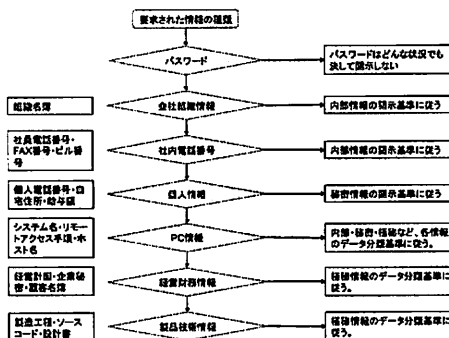 要求された情報の種類
パスワード
パスワードはどんな状況でも
決して開示しない
組織名簿
会社組織情報
内部情報の開示基準に従う
社員電話番号・
FAX番号・ビル番
号
社内電話番号
内部情報の開示基準に従う
個人電話番号・自
宅住所・給与額
個人情報
秘密情報の開示基準に従う
システム名・リモー
トアクセス手順・ホ
スト名
PC情報
内部・秘密・極秘など、各情報
のデータ分類基準に従う。
経営計画・企業秘
密・顧客名簿
経営財務情報
極秘情報のデータ分類基準に
従う。
製造工程・ソース
コード・設計書
製品技術情報
極秘情報のデータ分類基準に
従う。